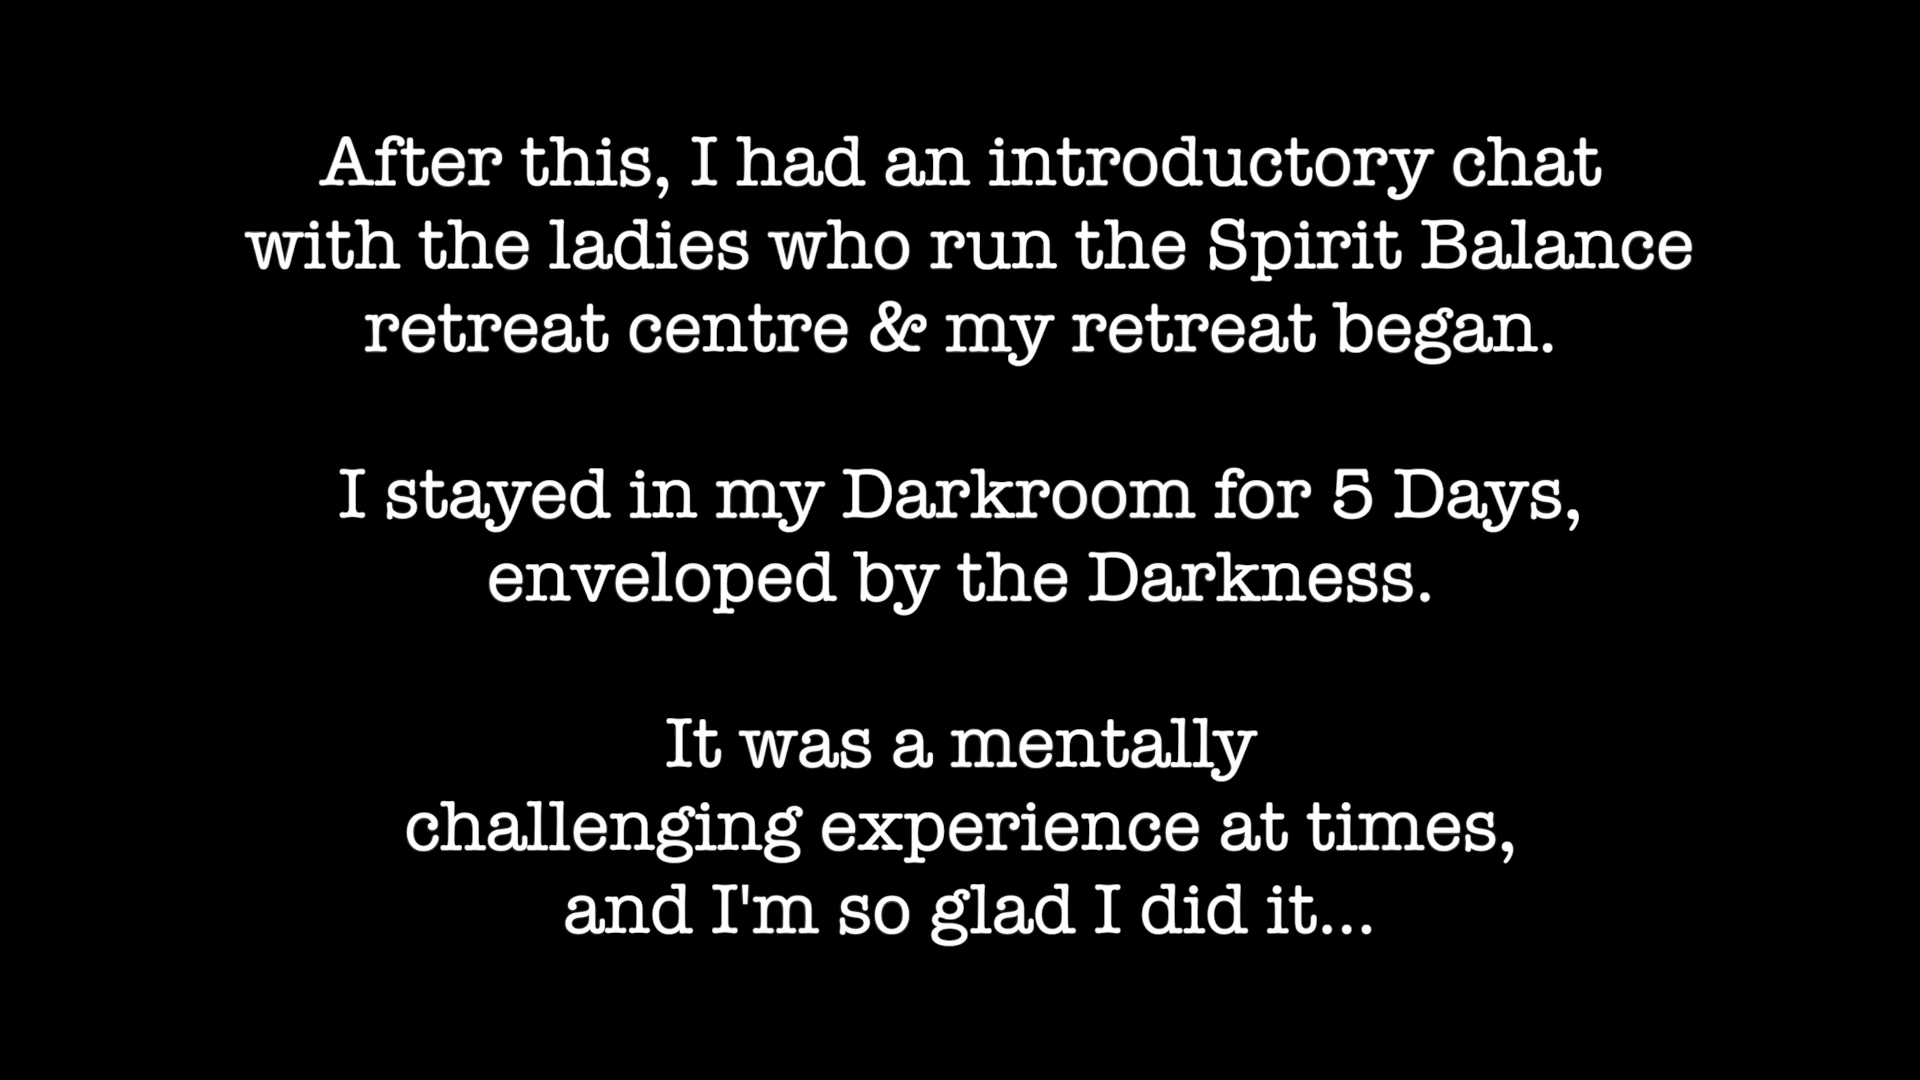 After this, I had an introductory chat
with the ladies who run the Spirit Balance
retreat centre & my retreat began.
I stayed in my Darkroom for 5 Days,
enveloped by the Darkness.
It was a mentally
challenging experience at times,
and I'm so glad I did it...